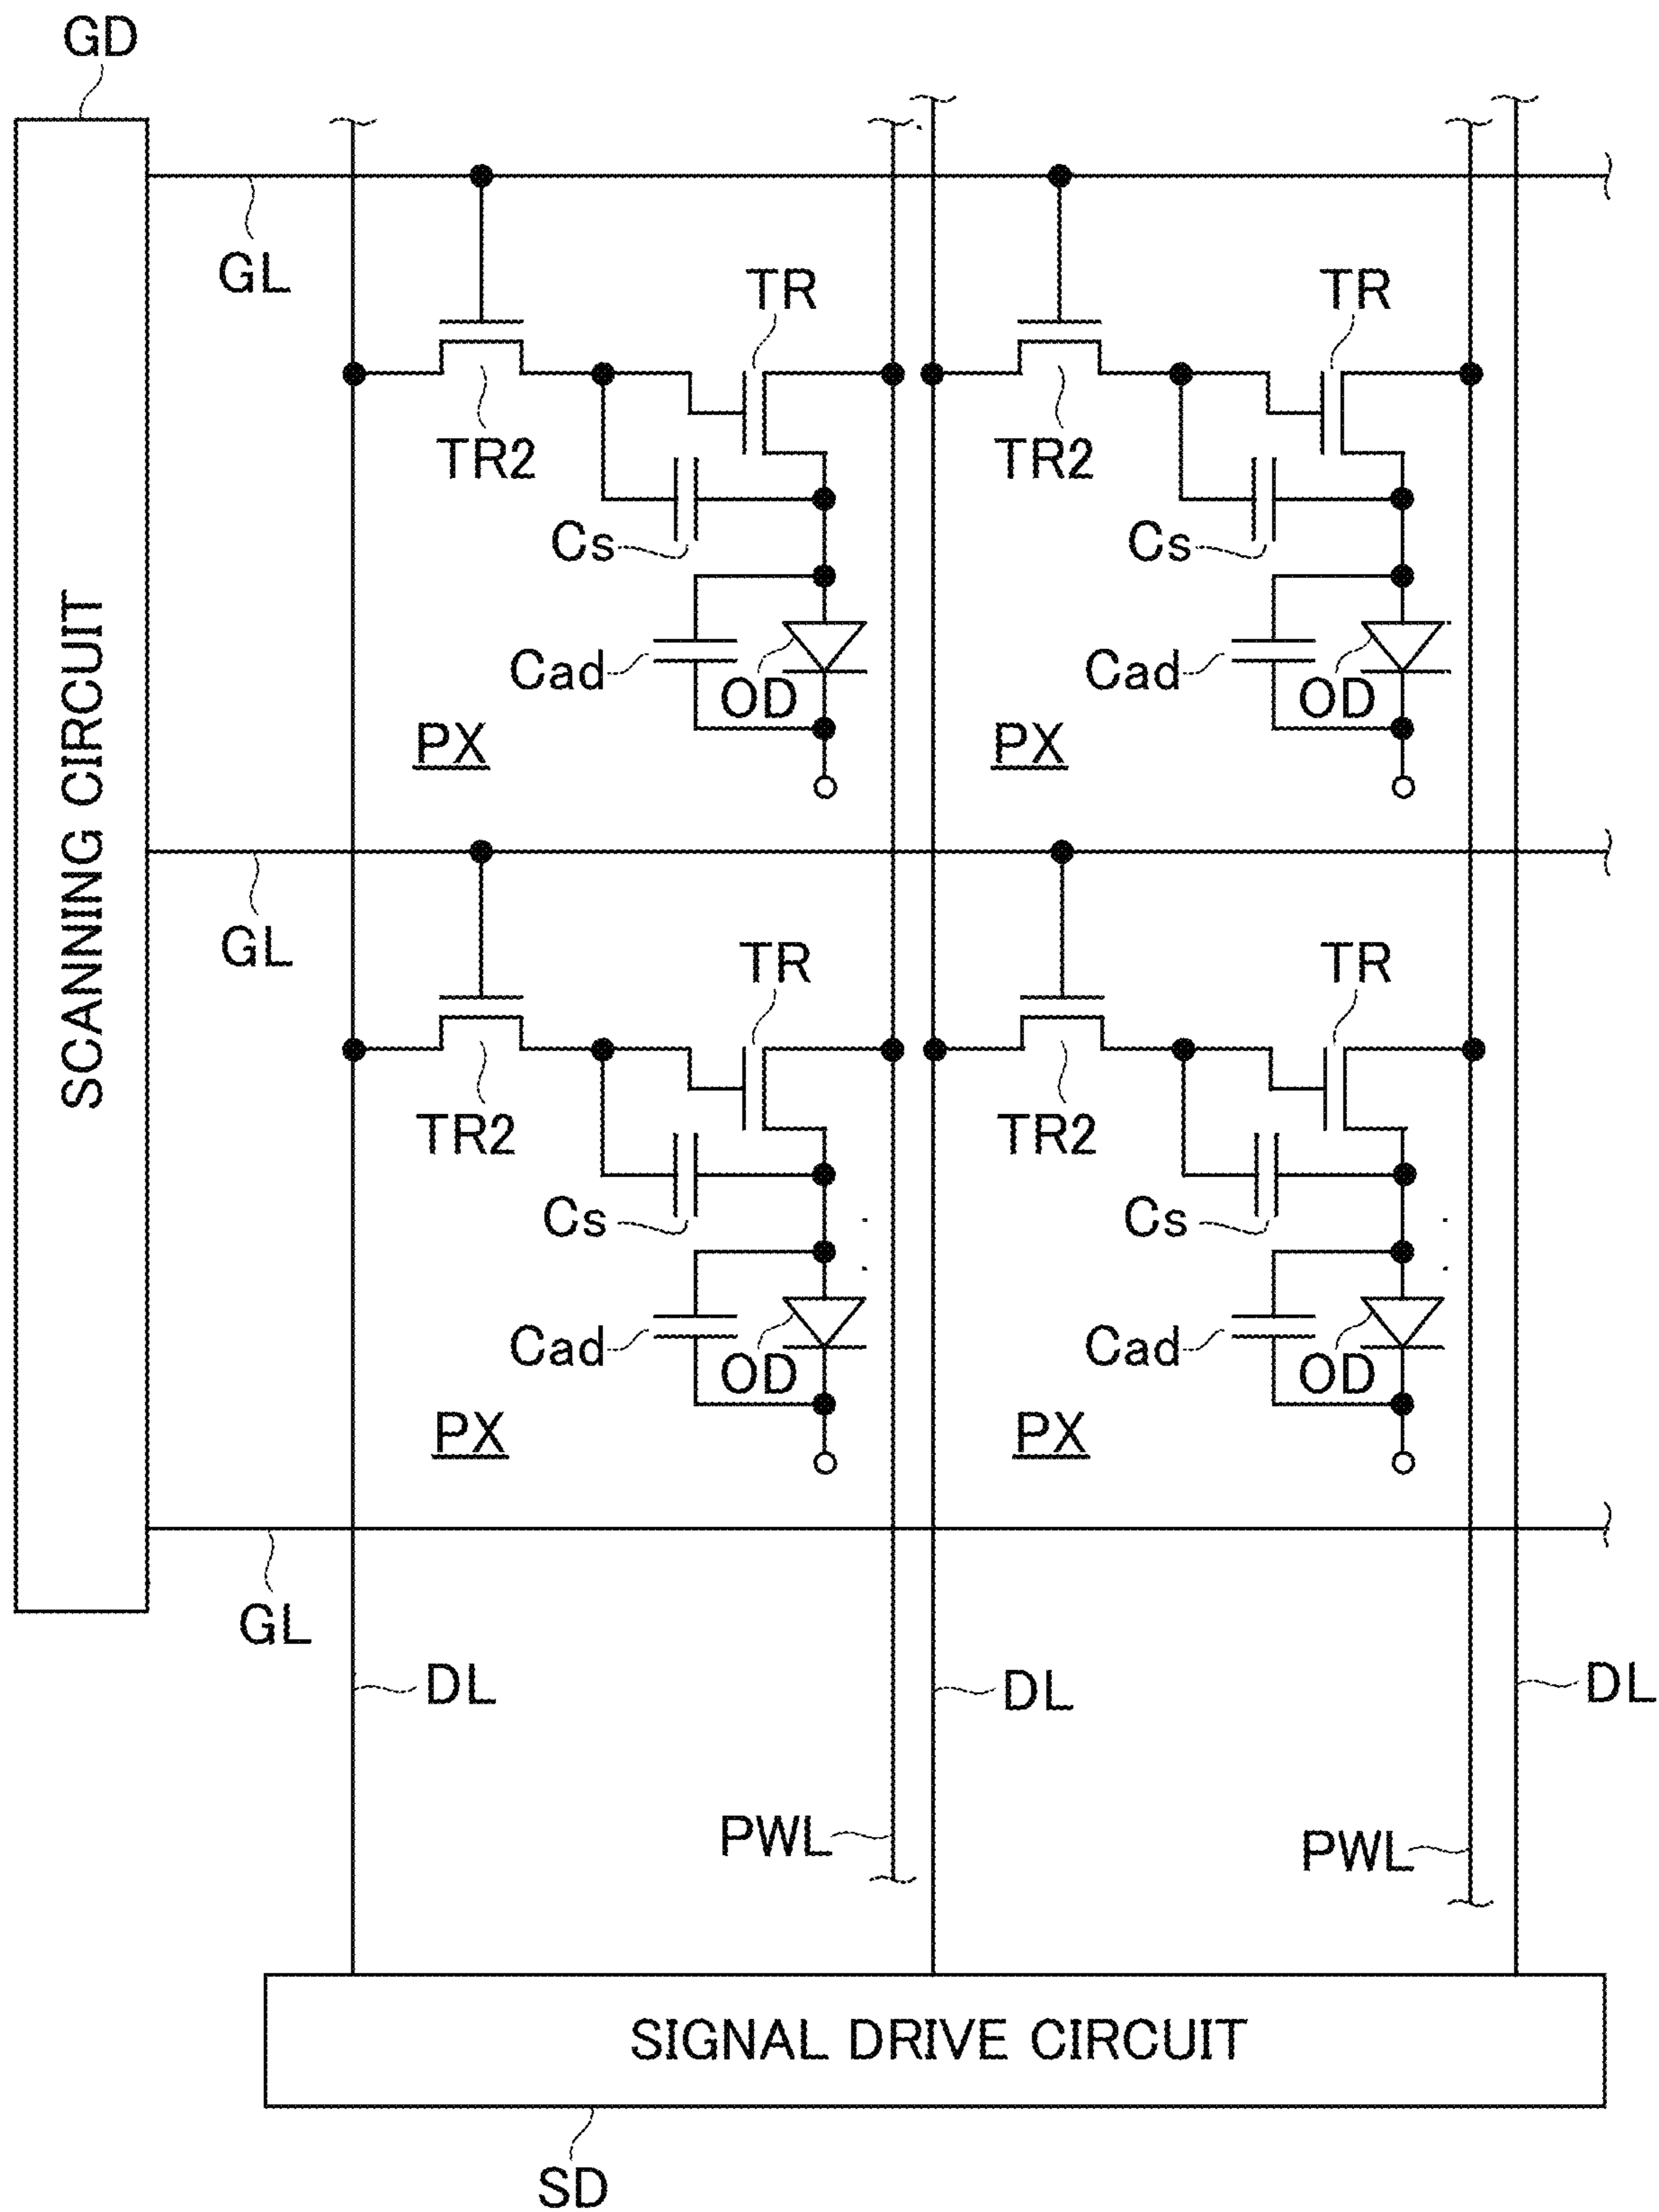 GD
GL
TR
TR
TR2
TR2
Cs
Cs
Cad
OD
Cad
OD
PX
PX
SCANNING CIRCUIT
GL
TR
TR
TR2
TR2
Cs
Cs
Cad
OD
Cad
OD
PX
PX
GL
DL
DL
DL
PWL
PWL
SIGNAL DRIVE CIRCUIT
SD